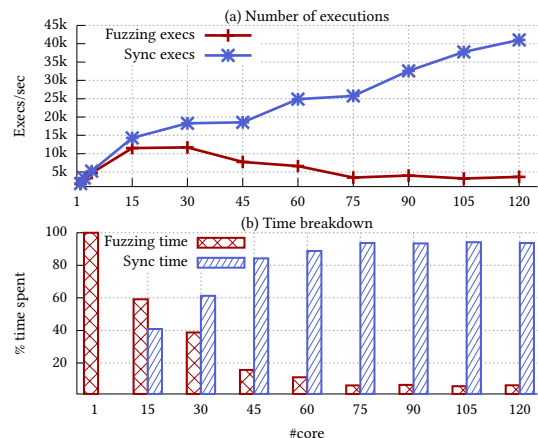 (a) Number of executions
45k
40k
35k
30k
25k
20k
15k
10k
5k
Execs/sec
Fuzzing execs
Sync execs
1 15 30 45 60 75 90 105 120
(b) Time breakdown
100
80
60
40
20
% time spent
Fuzzing time
Sync time
1 15 30 45 60 75 90 105 120
#core